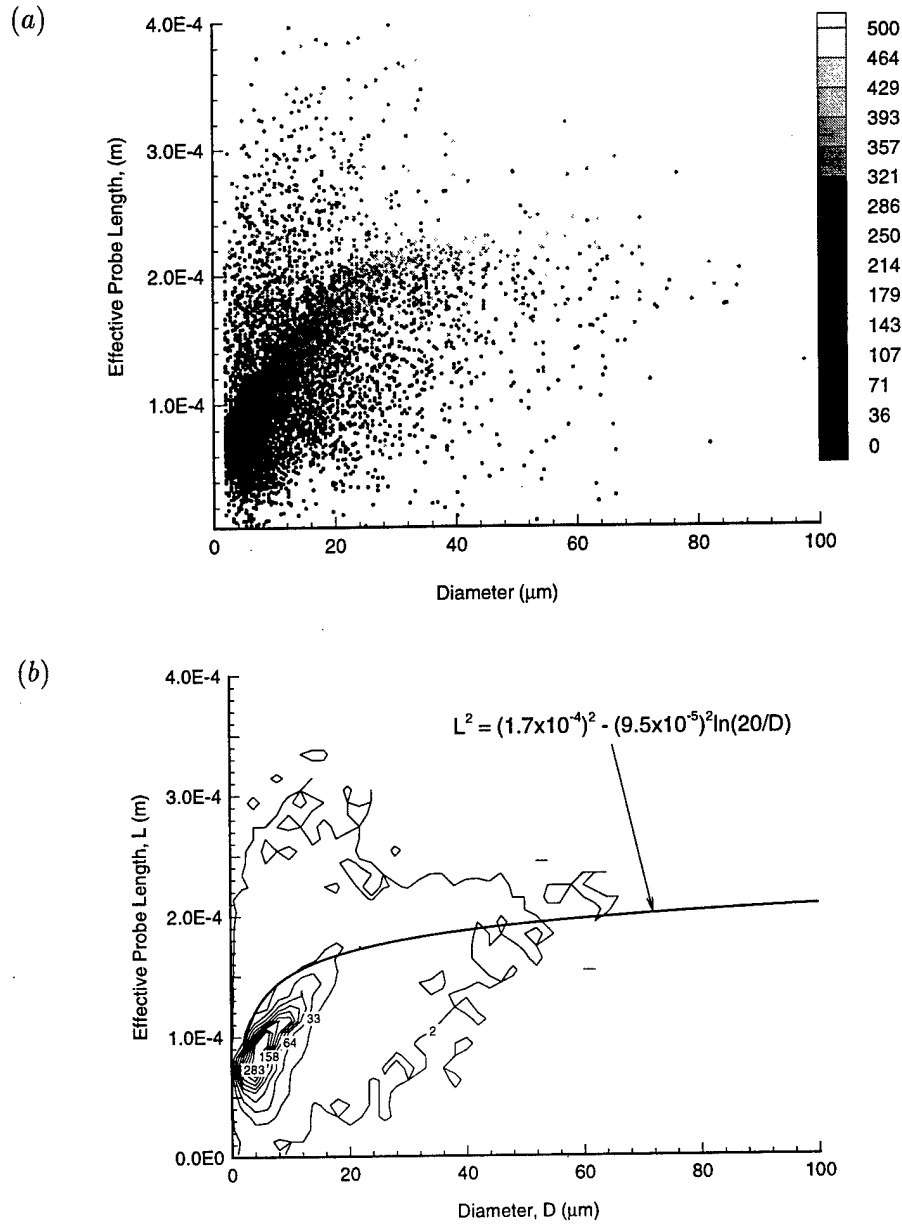 (a)
4.0E-4
3.0E-4
2.0E-4
1.0E-4
Effective Probe Length, (m)
0
20
40
60
80
100
Diameter (μm)
500
464
429
393
357
321
286
250
214
179
143
107
71
36
0
(b)
4.0E-4
3.0E-4
2.0E-4
1.0E-4
0.0E0
Effective Probe Length, L (m)
L² = (1.7x10⁻⁴)² - (9.5x10⁻⁵)²ln(20/D)
33
64
158
283
2
0
20
40
60
80
100
Diameter, D (μm)